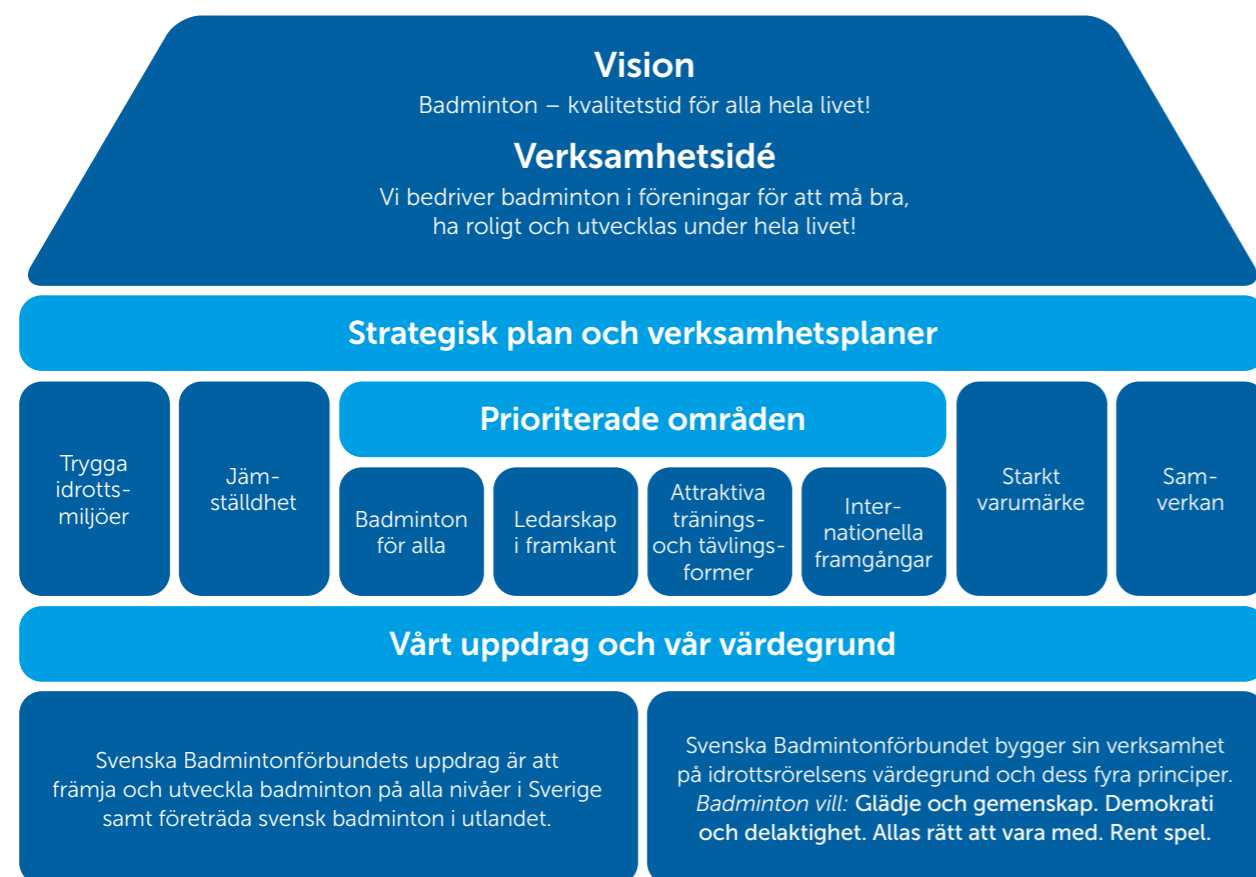 Vision
Badminton – kvalitetstid för alla hela livet!
Verksamhetsidé
Vi bedriver badminton i föreningar för att må bra,
ha roligt och utvecklas under hela livet!
Strategisk plan och verksamhetsplaner
Trygga
idrotts-
miljöer
Jäm-
ställdhet
Prioriterade områden
Badminton
för alla
Ledarskap
i framkant
Attraktiva
tränings-
och tävlings-
former
Inter-
nationella
framgångar
Starkt
varumärke
Sam-
verkan
Vårt uppdrag och vår värdegrund
Svenska Badmintonförbundets uppdrag är att
främja och utveckla badminton på alla nivåer i Sverige
samt företräda svensk badminton i utlandet.
Svenska Badmintonförbundet bygger sin verksamhet
på idrottsrörelsens värdegrund och dess fyra principer.
Badminton vill: Glädje och gemenskap. Demokrati
och delaktighet. Allas rätt att vara med. Rent spel.